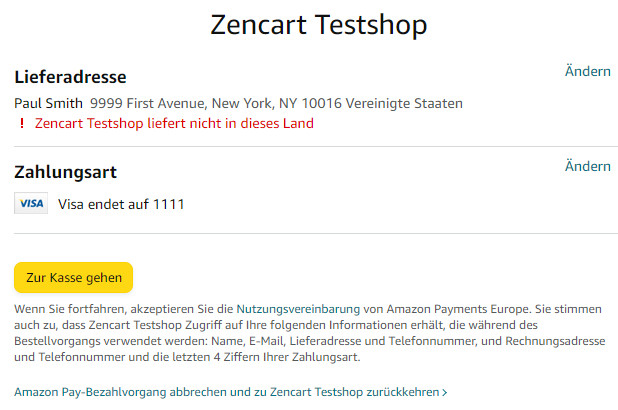 Zencart Testshop
Lieferadresse
Ändern
Paul Smith 9999 First Avenue, New York, NY 10016 Vereinigte Staaten
! Zencart Testshop liefert nicht in dieses Land
Zahlungsart
Ändern
VISA Visa endet auf 1111
Zur Kasse gehen
Wenn Sie fortfahren, akzeptieren Sie die Nutzungsvereinbarung von Amazon Payments Europe. Sie stimmen
auch zu, dass Zencart Testshop Zugriff auf Ihre folgenden Informationen erhält, die während des
Bestellvorgangs verwendet werden: Name, E-Mail, Lieferadresse und Telefonnummer, und Rechnungsadresse
und Telefonnummer und die letzten 4 Ziffern Ihrer Zahlungsart.
Amazon Pay-Bezahlvorgang abbrechen und zu Zencart Testshop zurückkehren ›